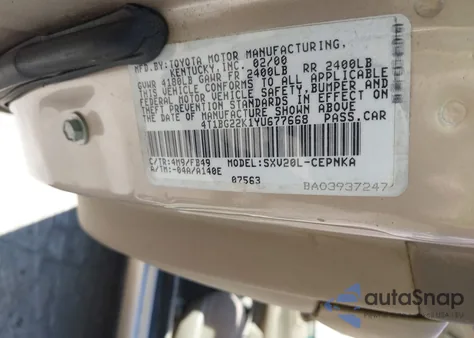 MFD.BY:TOYOTA MOTOR MANUFACTURING,
KENTUCKY, INC. 02/00
GVWR 4180LB GAWR FR 2400LB RR 2400LB
THIS VEHICLE CONFORMS TO ALL APPLICABLE
FEDERAL MOTOR VEHICLE SAFETY,BUMPER AND
THEFT PREVENTION STANDARDS IN EFFECT ON
THE DATE OF MANUFACTURE SHOWN ABOVE
4T1BG22K1YU677668 PASS.CAR
C/TR:4M9/FB49 MODEL:SXV20L-CEPNKA
A/TM:-04A/A140E
07563
BA03937247
autoSnap